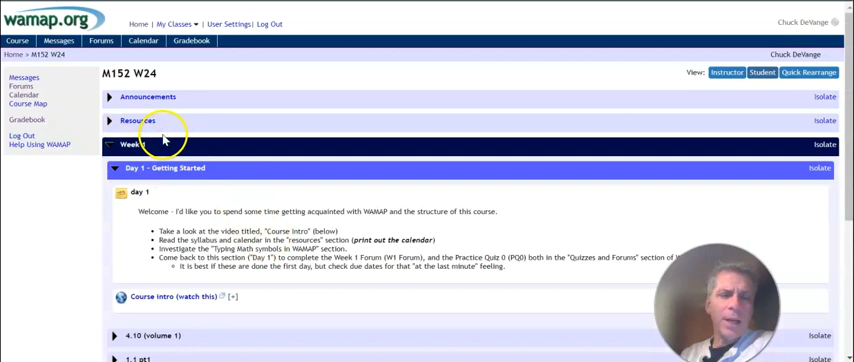 wamap.org
Home | My Classes | User Settings | Log Out
Chuck DeVange
Course Messages Forums Calendar Gradebook
Home > M152 W24
Chuck DeVange
Messages
Forums
Calendar
Course Map
Gradebook
Log Out
Help Using WAMAP
M152 W24
View: Instructor Student Quick Rearrange
Announcements Isolate
Resources Isolate
Week 1 Isolate
Day 1 - Getting Started Isolate
day 1
Welcome - I'd like you to spend some time getting acquainted with WAMAP and the structure of this course.
• Take a look at the video titled, "Course Intro" (below)
• Read the syllabus and calendar in the "resources" section (print out the calendar)
• Investigate the "Typing Math symbols in WAMAP" section.
• Come back to this section ("Day 1") to complete the Week 1 Forum (W1 Forum), and the Practice Quiz 0 (PQ0) both in the "Quizzes and Forums" section of
It is best if these are done the first day, but check due dates for that "at the last minute" feeling.
Course intro (watch this) [+]
4.10 (volume 1) Isolate
1.1 pt1 Isolate